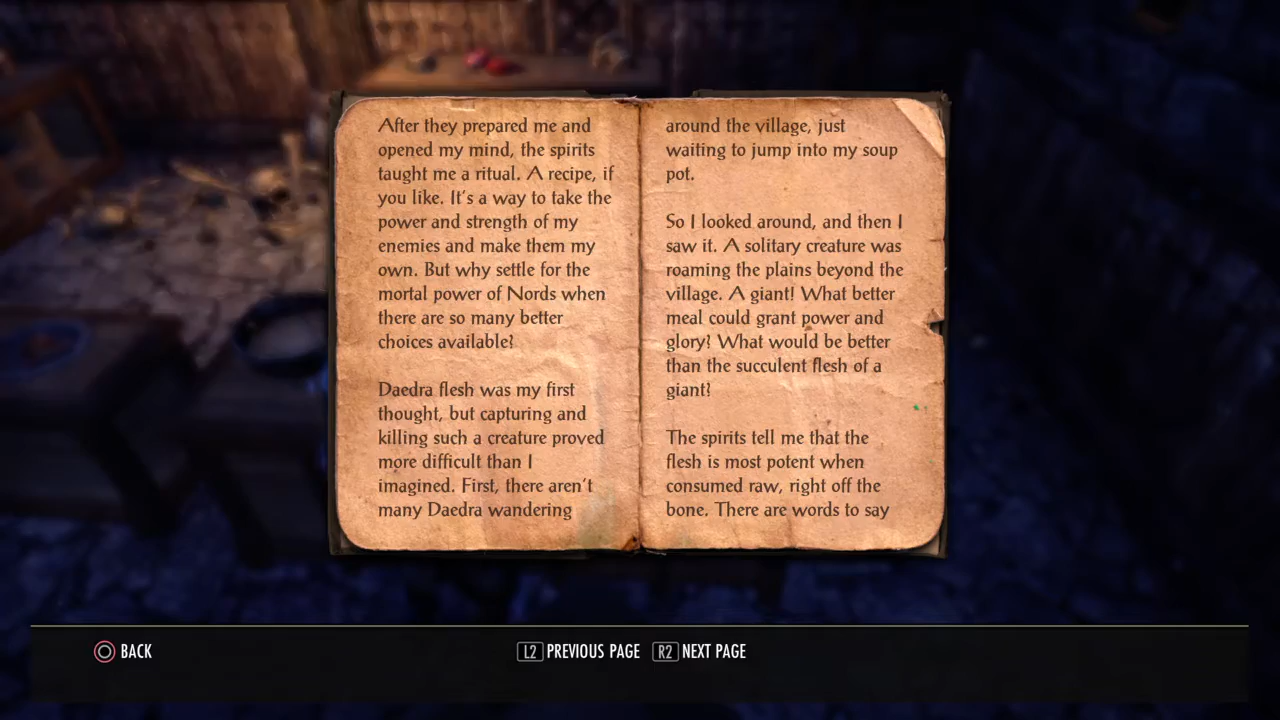 After they prepared me and
opened my mind, the spirits
taught me a ritual. A recipe, if
you like. It's a way to take the
power and strength of my
enemies and make them my
own. But why settle for the
mortal power of Nords when
there are so many better
choices available?
Daedra flesh was my first
thought, but capturing and
killing such a creature proved
more difficult than I
imagined. First, there aren't
many Daedra wandering
around the village, just
waiting to jump into my soup
pot.
So I looked around, and then I
saw it. A solitary creature was
roaming the plains beyond the
village. A giant! What better
meal could grant power and
glory? What would be better
than the succulent flesh of a
giant?
The spirits tell me that the
flesh is most potent when
consumed raw, right off the
bone. There are words to say
BACK
L2 PREVIOUS PAGE R2 NEXT PAGE